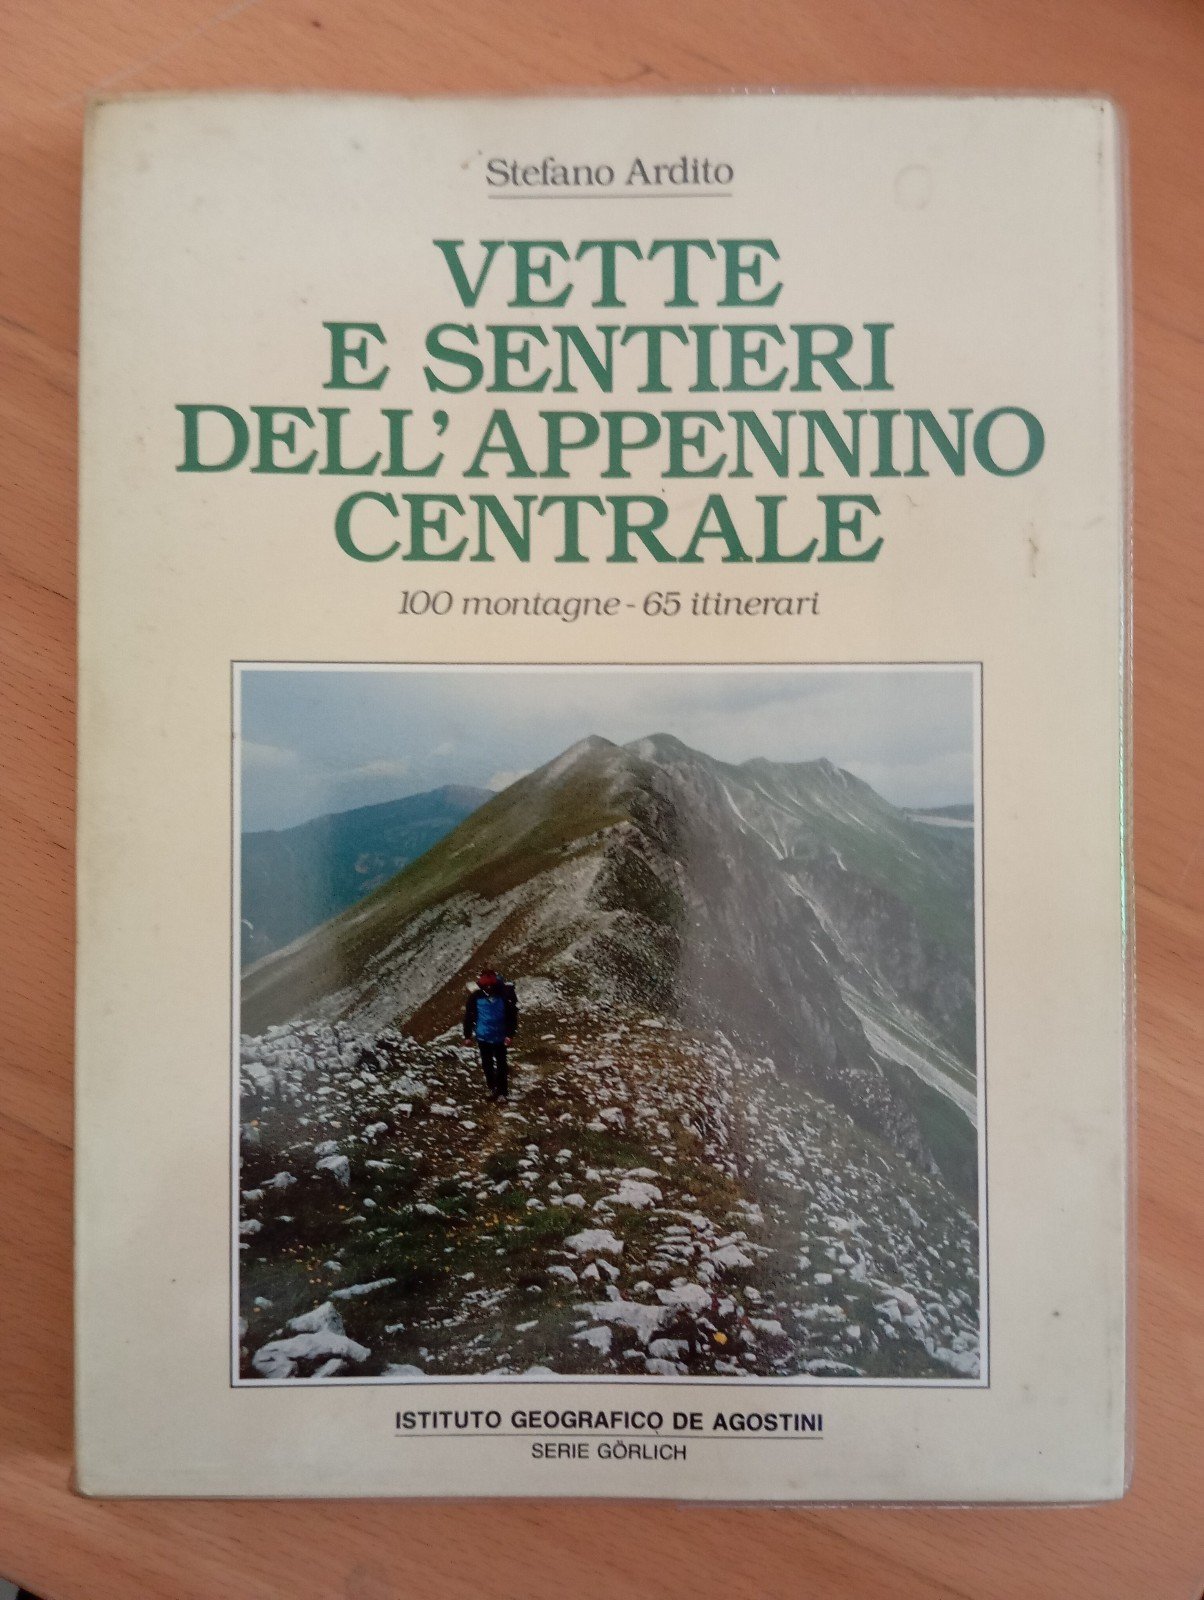 Stefano Ardito
VETTE
E SENTIERI
DELL'APPENNINO
CENTRALE
100 montagne - 65 itinerari
ISTITUTO GEOGRAFICO DE AGOSTINI
SERIE GÖRLICH